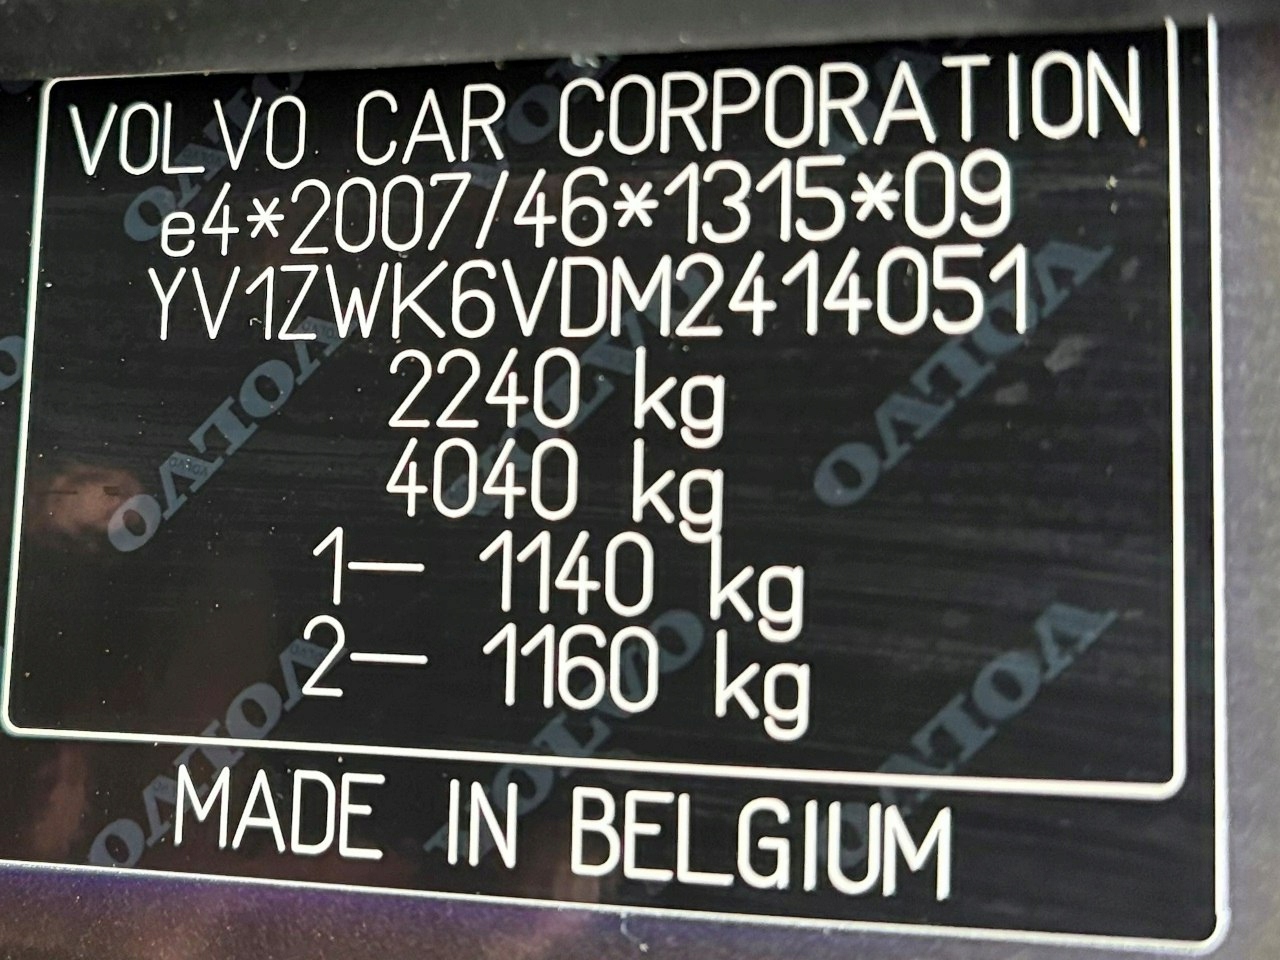 VOLVO CAR CORPORATION
e4*2007/46*1315*09
YV1ZWK6VDM2414051
2240 kg
4040 kg
1— 1140 kg
2— 1160 kg
MADE IN BELGIUM